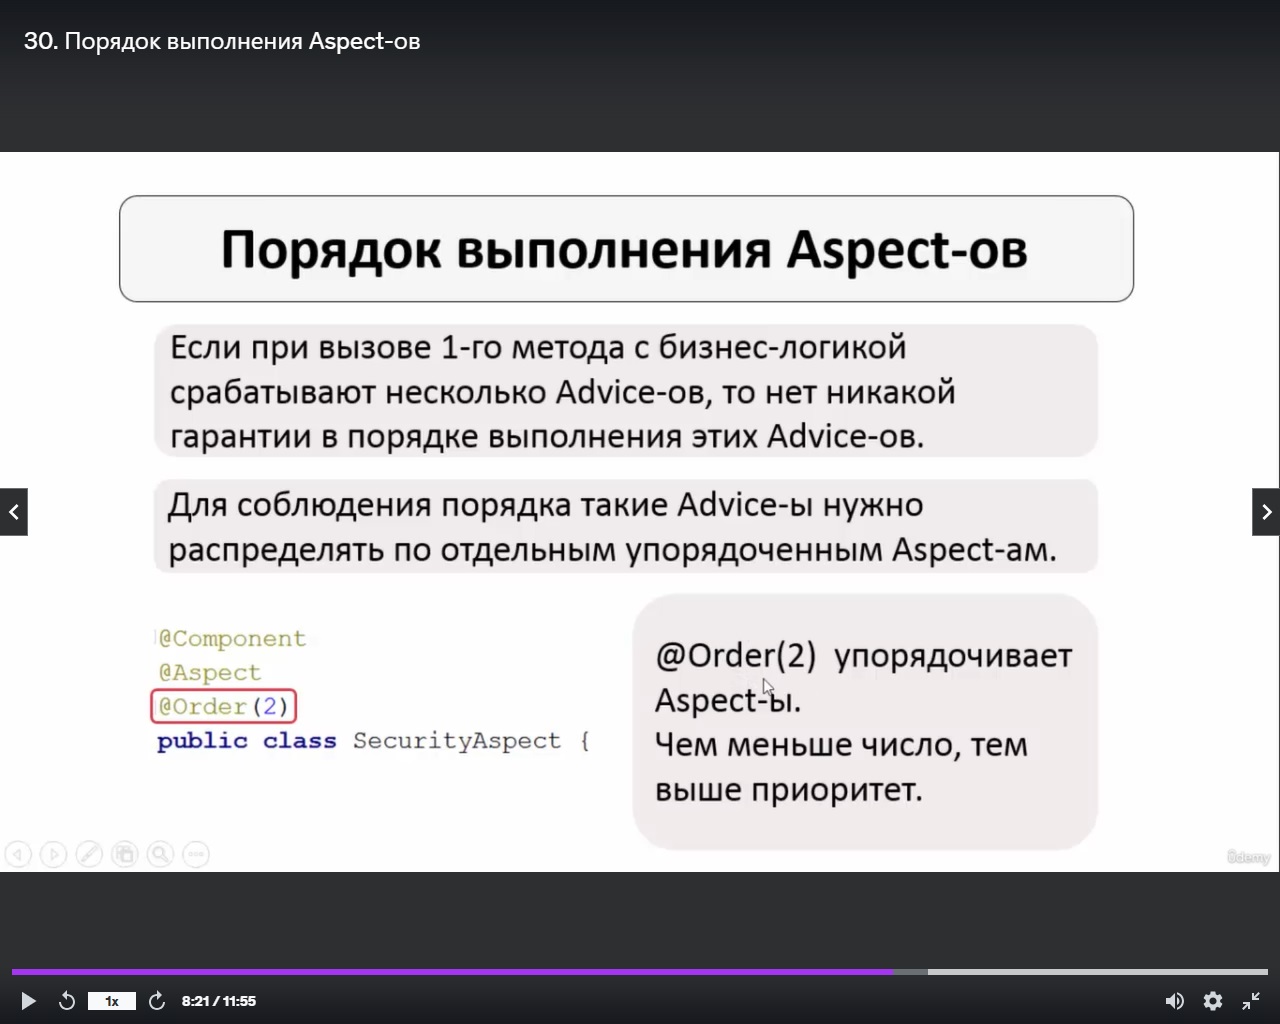 30. Порядок выполнения Aspect-ов
Порядок выполнения Aspect-ов
Если при вызове 1-го метода с бизнес-логикой
срабатывают несколько Advice-ов, то нет никакой
гарантии в порядке выполнения этих Advice-ов.
Для соблюдения порядка такие Advice-ы нужно
распределять по отдельным упорядоченным Aspect-ам.
@Component
@Aspect
@Order(2)
public class SecurityAspect {
@Order(2) упорядочивает
Aspect-ы.
Чем меньше число, тем
выше приоритет.
ûdemy
1x
8:21 / 11:55